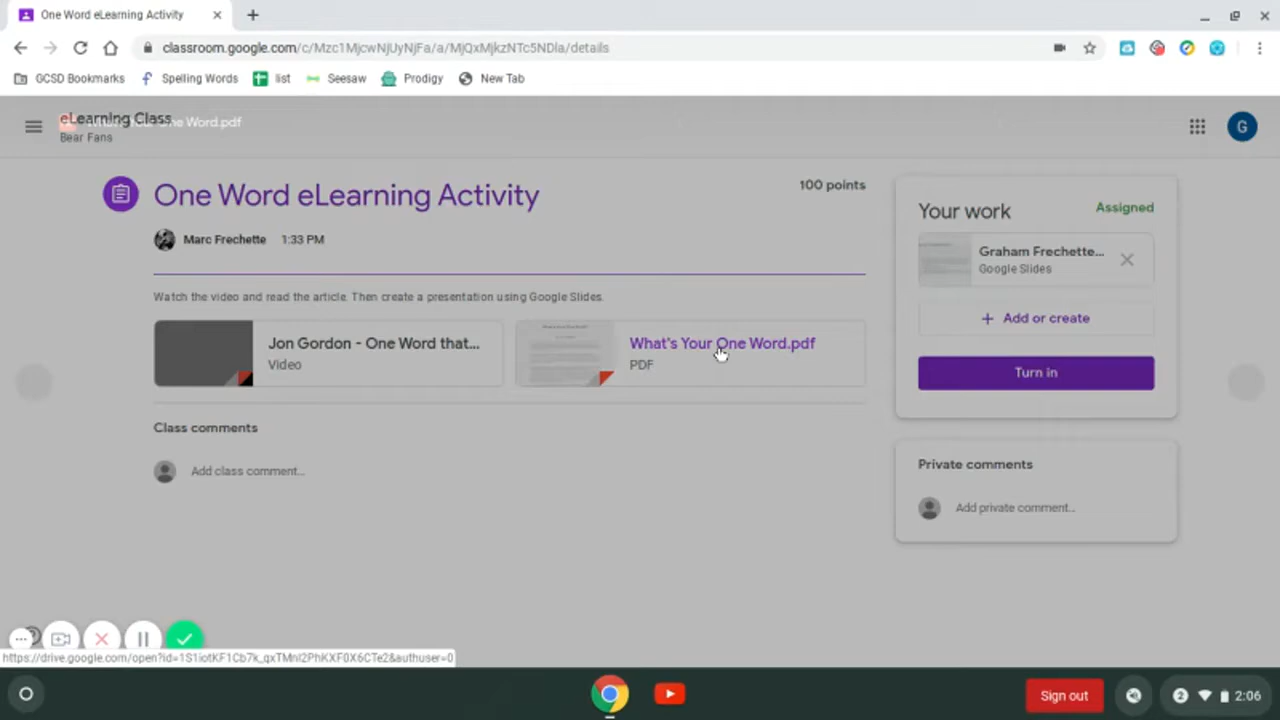 One Word eLearning Activity
classroom.google.com/c/Mzc1MjcwNjUyNjFa/a/MjQxMjkzNTc5NDla/details
GCSD Bookmarks Spelling Words list Seesaw Prodigy New Tab
eLearning Class
Bear Fans
G
One Word eLearning Activity
100 points
Marc Frechette 1:33 PM
Watch the video and read the article. Then create a presentation using Google Slides.
Jon Gordon - One Word that...
Video
What's Your One Word.pdf
PDF
Class comments
Add class comment...
Your work
Assigned
Graham Frechette...
Google Slides
+ Add or create
Turn in
Private comments
Add private comment...
Sign out
2 2:06